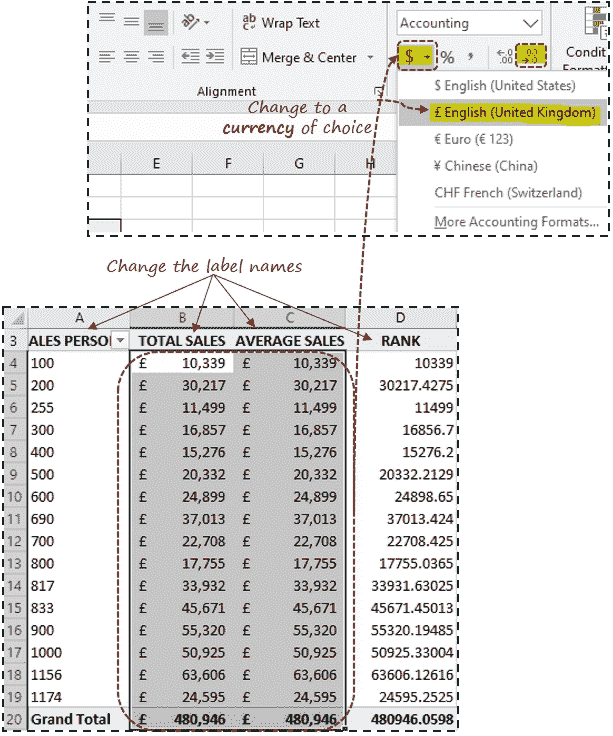 ab Wrap Text
Accounting
Merge & Center
$ % ,
Alignment
Condit
$ English (United States)
£ English (United Kingdom)
€ Euro (€ 123)
¥ Chinese (China)
CHF French (Switzerland)
More Accounting Formats...
Change to a
currency of choice
E F G H
Change the label names
A B C D
3 ALES PERSO TOTAL SALES AVERAGE SALES RANK
4 100 £ 10,339 £ 10,339 10339
5 200 £ 30,217 £ 30,217 30217.4275
6 255 £ 11,499 £ 11,499 11499
7 300 £ 16,857 £ 16,857 16856.7
8 400 £ 15,276 £ 15,276 15276.2
9 500 £ 20,332 £ 20,332 20332.2129
10 600 £ 24,899 £ 24,899 24898.65
11 690 £ 37,013 £ 37,013 37013.424
12 700 £ 22,708 £ 22,708 22708.425
13 800 £ 17,755 £ 17,755 17755.0365
14 817 £ 33,932 £ 33,932 33931.63025
15 833 £ 45,671 £ 45,671 45671.45013
16 900 £ 55,320 £ 55,320 55320.19485
17 1000 £ 50,925 £ 50,925 50925.33004
18 1156 £ 63,606 £ 63,606 63606.12616
19 1174 £ 24,595 £ 24,595 24595.2525
20 Grand Total £ 480,946 £ 480,946 480946.0598